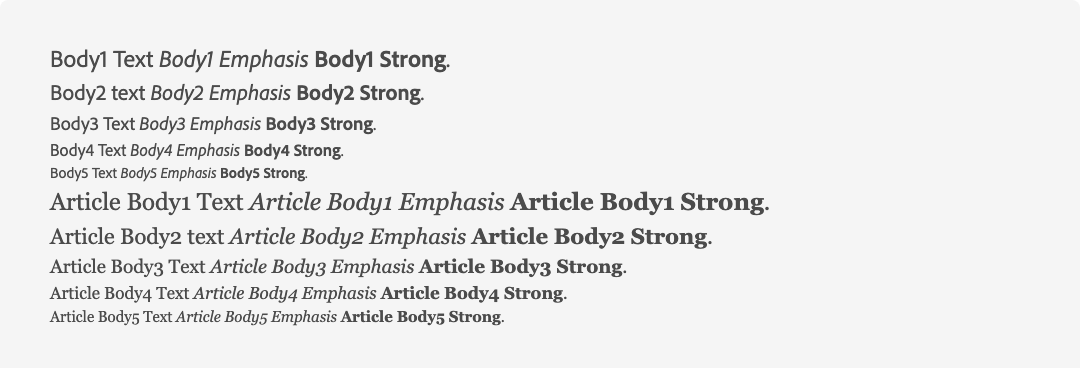 Body1 Text Body1 Emphasis Body1 Strong.
Body2 text Body2 Emphasis Body2 Strong.
Body3 Text Body3 Emphasis Body3 Strong.
Body4 Text Body4 Emphasis Body4 Strong.
Body5 Text Body5 Emphasis Body5 Strong.
Article Body1 Text Article Body1 Emphasis Article Body1 Strong.
Article Body2 text Article Body2 Emphasis Article Body2 Strong.
Article Body3 Text Article Body3 Emphasis Article Body3 Strong.
Article Body4 Text Article Body4 Emphasis Article Body4 Strong.
Article Body5 Text Article Body5 Emphasis Article Body5 Strong.